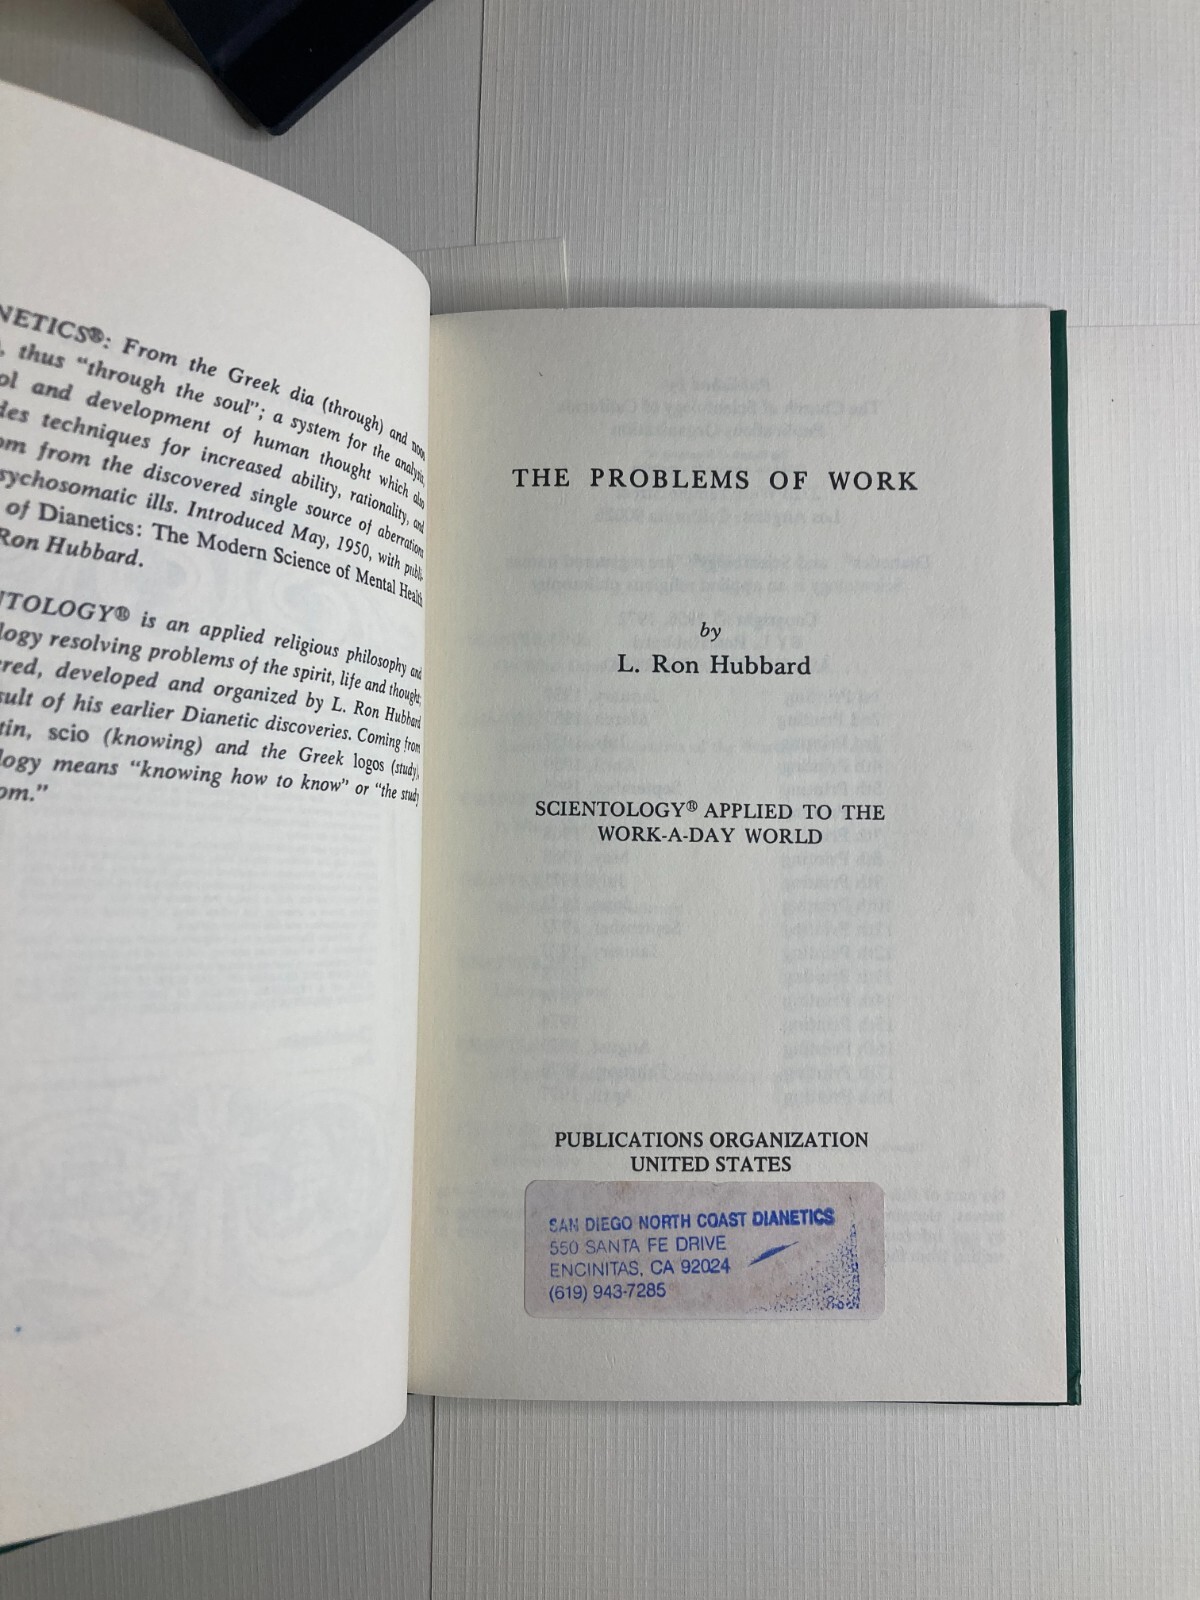 NETICS®: From the Greek dia (through) and
, thus "through the soul"; a system for the analysis,
ol and development of human thought which also
des techniques for increased ability, rationality, and
om from the discovered single source of aberrations
sychosomatic ills. Introduced May, 1950, with publi-
of Dianetics: The Modern Science of Mental Health
Ron Hubbard.
NTOLOGY® is an applied religious philosophy and
logy resolving problems of the spirit, life and thought;
ered, developed and organized by L. Ron Hubbard
sult of his earlier Dianetic discoveries. Coming from
tin, scio (knowing) and the Greek logos (study),
logy means "knowing how to know" or "the study
om."
THE PROBLEMS OF WORK
by
L. Ron Hubbard
SCIENTOLOGY® APPLIED TO THE
WORK-A-DAY WORLD
PUBLICATIONS ORGANIZATION
UNITED STATES
SAN DIEGO NORTH COAST DIANETICS
550 SANTA FE DRIVE
ENCINITAS, CA 92024
(619) 943-7285